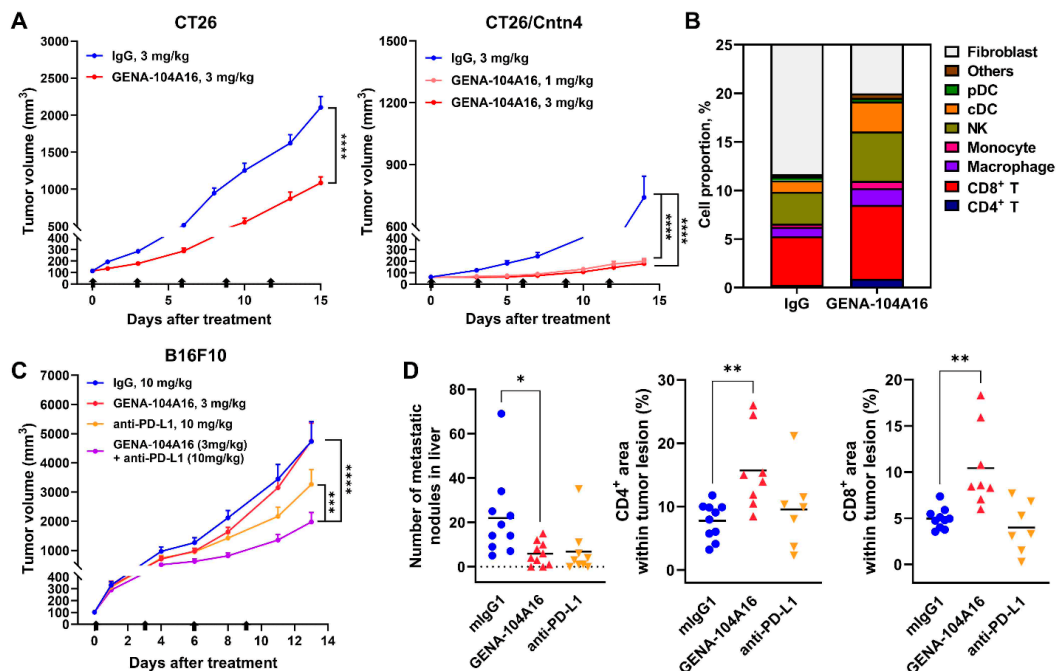 A
CT26
Tumor volume (mm³)
3000
2500
2000
1500
1000
500
400
300
200
100
0
IgG, 3 mg/kg
GENA-104A16, 3 mg/kg
****
0 5 10 15
Days after treatment
CT26/Cntn4
Tumor volume (mm³)
1500
1200
900
600
400
300
200
100
0
IgG, 3 mg/kg
GENA-104A16, 1 mg/kg
GENA-104A16, 3 mg/kg
****
****
0 5 10 15
Days after treatment
B
Cell proportion, %
25
20
15
10
5
0
IgG GENA-104A16
Fibroblast
Others
pDC
cDC
NK
Monocyte
Macrophage
CD8⁺ T
CD4⁺ T
C
B16F10
Tumor volume (mm³)
7000
6000
5000
4000
3000
2000
1000
400
300
200
100
0
IgG, 10 mg/kg
GENA-104A16, 3 mg/kg
anti-PD-L1, 10 mg/kg
GENA-104A16 (3mg/kg)
+ anti-PD-L1 (10mg/kg)
***
****
0 2 4 6 8 10 12 14
Days after treatment
D
Number of metastatic
nodules in liver
80
60
40
20
0
*
mIgG1
GENA-104A16
anti-PD-L1
CD4⁺ area
within tumor lesion (%)
30
20
10
0
**
mIgG1
GENA-104A16
anti-PD-L1
CD8⁺ area
within tumor lesion (%)
20
15
10
5
0
**
mIgG1
GENA-104A16
anti-PD-L1